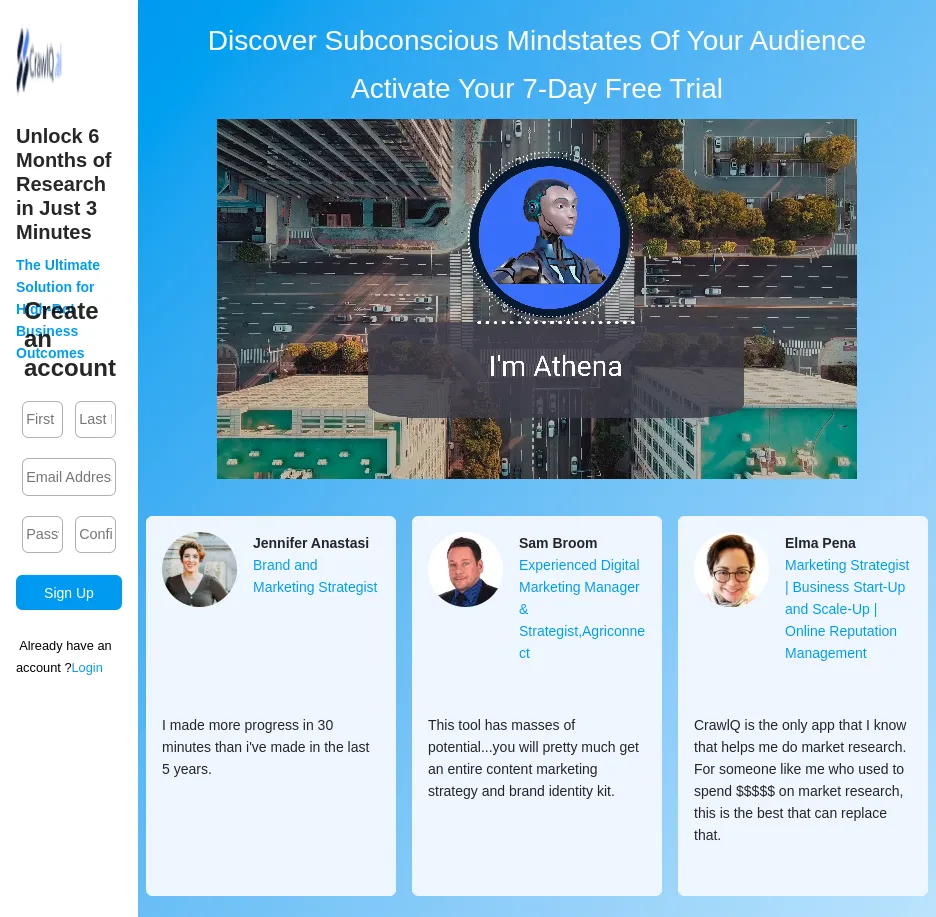 CrawlQ.ai
Unlock 6
Months of
Research
in Just 3
Minutes
The Ultimate
Solution for
Business
Outcomes
Create
an
account
First
Last
Email Addres
Pass
Confi
Sign Up
Already have an
account ?Login
Discover Subconscious Mindstates Of Your Audience
Activate Your 7-Day Free Trial
I'm Athena
Jennifer Anastasi
Brand and
Marketing Strategist
I made more progress in 30
minutes than i've made in the last
5 years.
Sam Broom
Experienced Digital
Marketing Manager
&
Strategist,Agriconne
ct
This tool has masses of
potential...you will pretty much get
an entire content marketing
strategy and brand identity kit.
Elma Pena
Marketing Strategist
| Business Start-Up
and Scale-Up |
Online Reputation
Management
CrawlQ is the only app that I know
that helps me do market research.
For someone like me who used to
spend $$$$$ on market research,
this is the best that can replace
that.